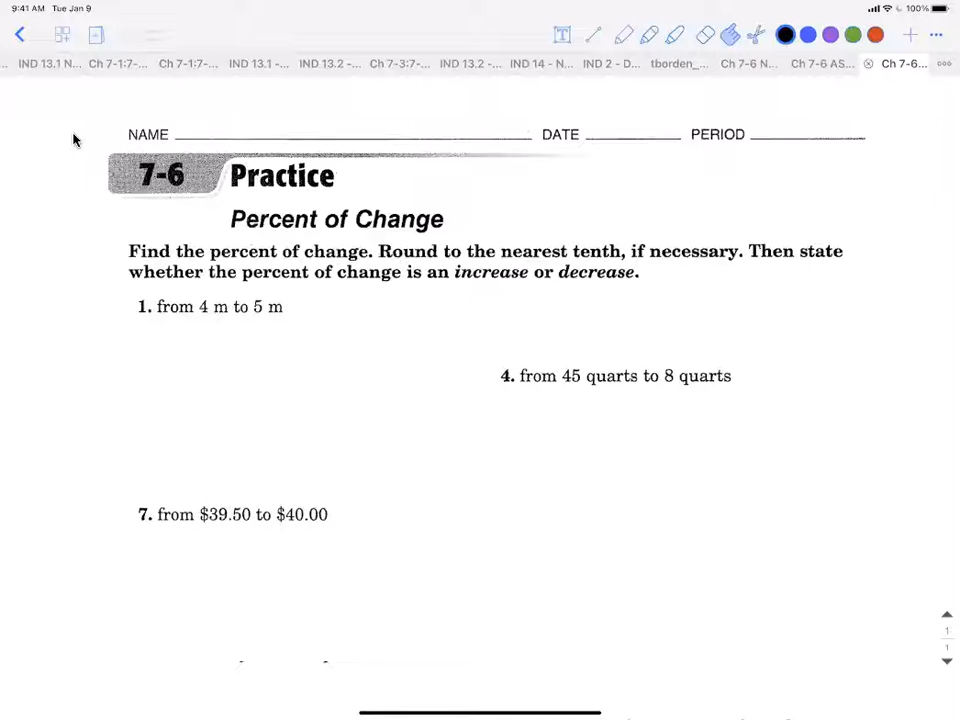 9:41 AM Tue Jan 9
100%
... IND 13.1 N... Ch 7-1:7-... Ch 7-1:7-... IND 13.1 -... IND 13.2 -... Ch 7-3:7-... IND 13.2 -... IND 14 - N... IND 2 - D... tborden_... Ch 7-6 N... Ch 7-6 AS... Ch 7-6...
NAME DATE PERIOD
7-6 Practice
Percent of Change
Find the percent of change. Round to the nearest tenth, if necessary. Then state
whether the percent of change is an increase or decrease.
1. from 4 m to 5 m
4. from 45 quarts to 8 quarts
7. from $39.50 to $40.00
1
1